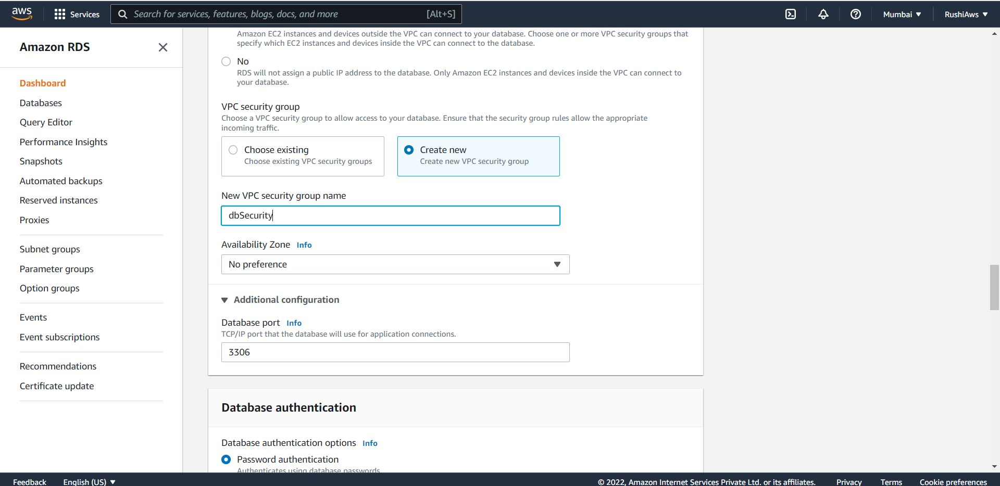 aws
Services
Search for services, features, blogs, docs, and more
[Alt+S]
Mumbai
RushiAws
Amazon RDS
Dashboard
Databases
Query Editor
Performance Insights
Snapshots
Automated backups
Reserved instances
Proxies
Subnet groups
Parameter groups
Option groups
Events
Event subscriptions
Recommendations
Certificate update
Amazon EC2 instances and devices outside the VPC can connect to your database. Choose one or more VPC security groups that
specify which EC2 instances and devices inside the VPC can connect to the database.
No
RDS will not assign a public IP address to the database. Only Amazon EC2 instances and devices inside the VPC can connect to
your database.
VPC security group
Choose a VPC security group to allow access to your database. Ensure that the security group rules allow the appropriate
incoming traffic.
Choose existing
Choose existing VPC security groups
Create new
Create new VPC security group
New VPC security group name
dbSecurity
Availability Zone Info
No preference
Additional configuration
Database port Info
TCP/IP port that the database will use for application connections.
3306
Database authentication
Database authentication options Info
Password authentication
Authenticates using database passwords.
Feedback
English (US)
© 2022, Amazon Internet Services Private Ltd. or its affiliates.
Privacy
Terms
Cookie preferences